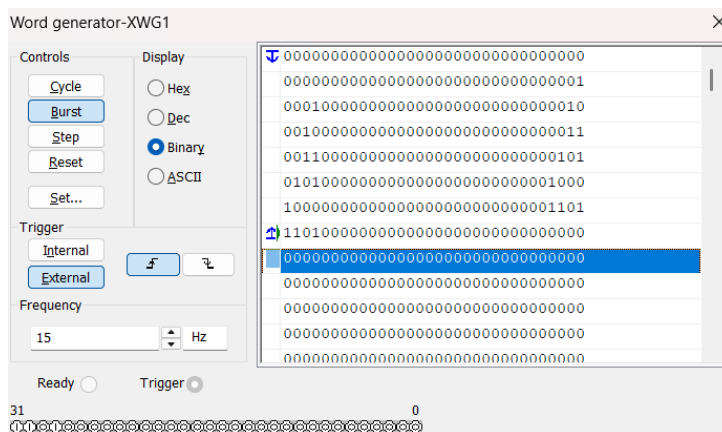 Word generator-XWG1
Controls
Cycle
Burst
Step
Reset
Set...
Display
Hex
Dec
Binary
ASCII
Trigger
Internal
External
Frequency
15 Hz
Ready
Trigger
00000000000000000000000000000000
00000000000000000000000000000001
00010000000000000000000000000010
00100000000000000000000000000011
00110000000000000000000000000101
01010000000000000000000000001000
10000000000000000000000000001101
11010000000000000000000000000000
00000000000000000000000000000000
00000000000000000000000000000000
00000000000000000000000000000000
00000000000000000000000000000000
00000000000000000000000000000000
31 0